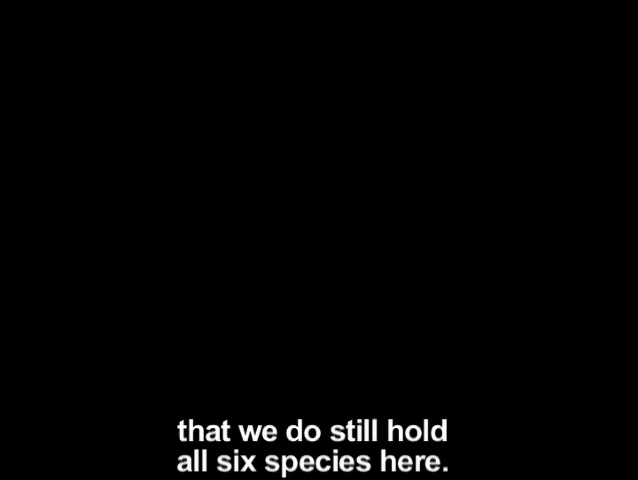 that we do still hold
all six species here.